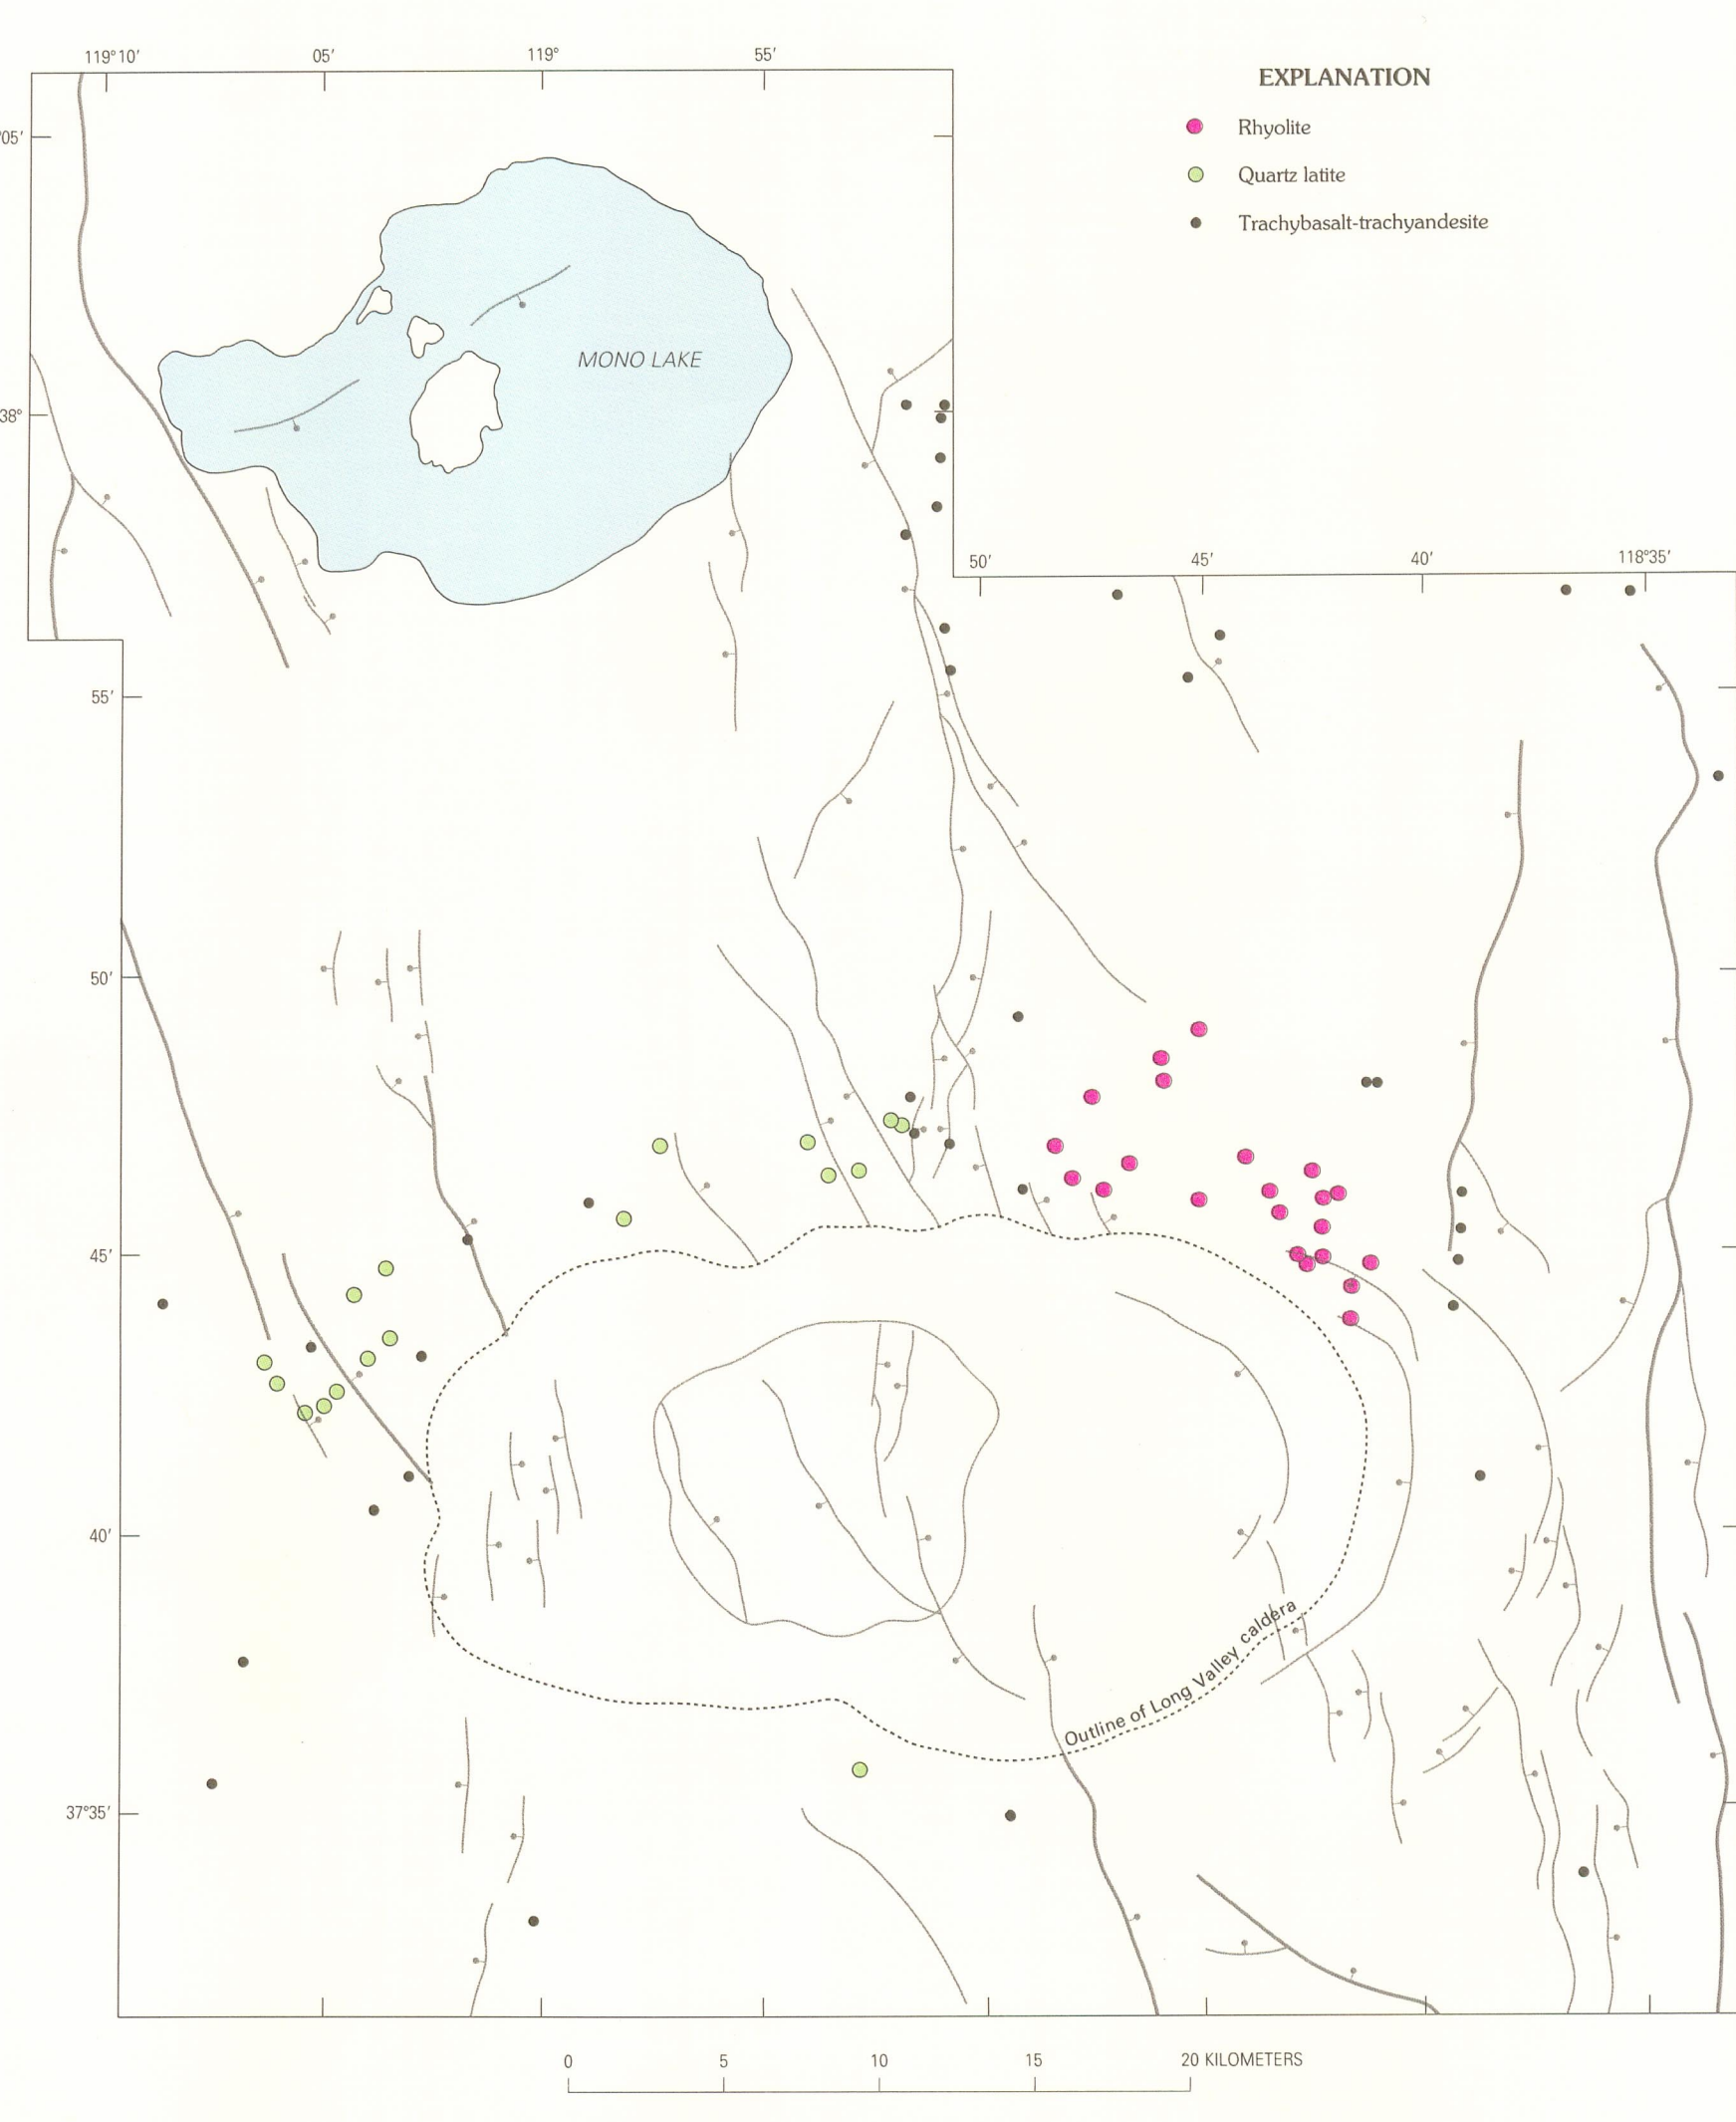 119°10′ 05′ 119° 55′
EXPLANATION
Rhyolite
Quartz latite
Trachybasalt-trachyandesite
°05′
MONO LAKE
38°
50′ 45′ 40′ 118°35′
55′
50′
45′
40′
Outline of Long Valley caldera
37°35′
0 5 10 15 20 KILOMETERS